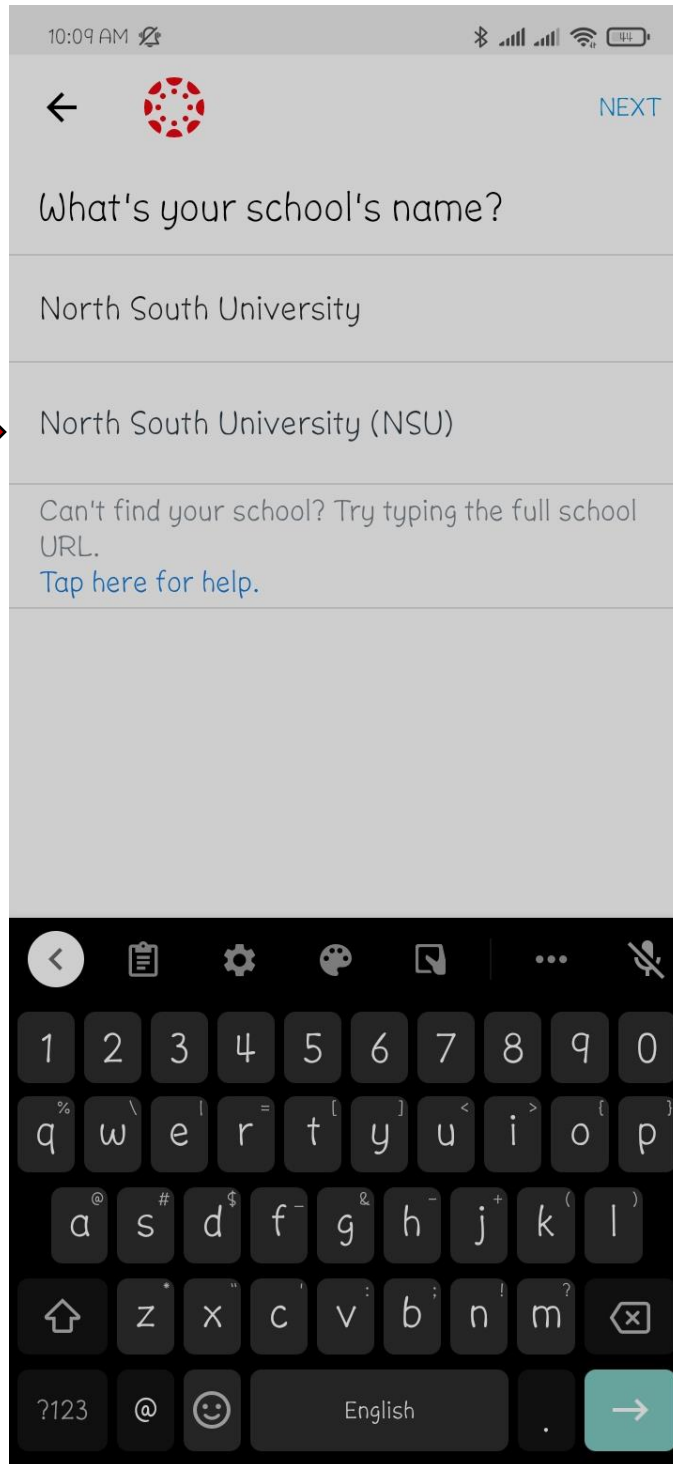 10:09 AM 44
NEXT
What's your school's name?
North South University
North South University (NSU)
Can't find your school? Try typing the full school
URL.
Tap here for help.
1 2 3 4 5 6 7 8 9 0
% \ | = [ ] < > { }
q w e r t y u i o p
@ # $ _ & - + ( )
a s d f g h j k l
* " ' : ; ! ?
z x c v b n m
?123 @ English .